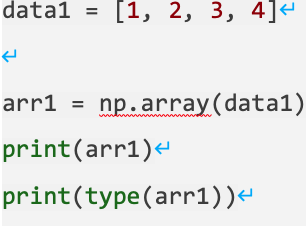 data1 = [1, 2, 3, 4]↵
↵
arr1 = np.array(data1)
print(arr1)↵
print(type(arr1))↵